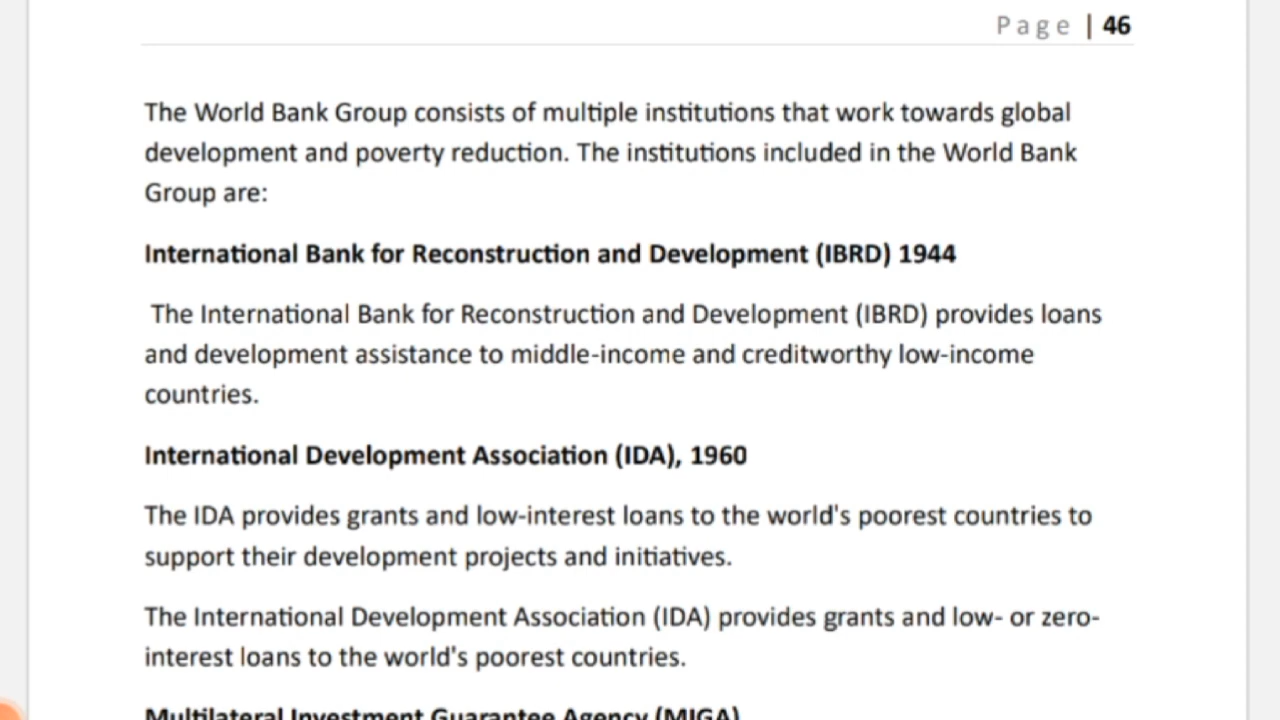 Page | 46
The World Bank Group consists of multiple institutions that work towards global
development and poverty reduction. The institutions included in the World Bank
Group are:
International Bank for Reconstruction and Development (IBRD) 1944
The International Bank for Reconstruction and Development (IBRD) provides loans
and development assistance to middle-income and creditworthy low-income
countries.
International Development Association (IDA), 1960
The IDA provides grants and low-interest loans to the world's poorest countries to
support their development projects and initiatives.
The International Development Association (IDA) provides grants and low- or zero-
interest loans to the world's poorest countries.
Multilateral Investment Guarantee Agency (MIGA)